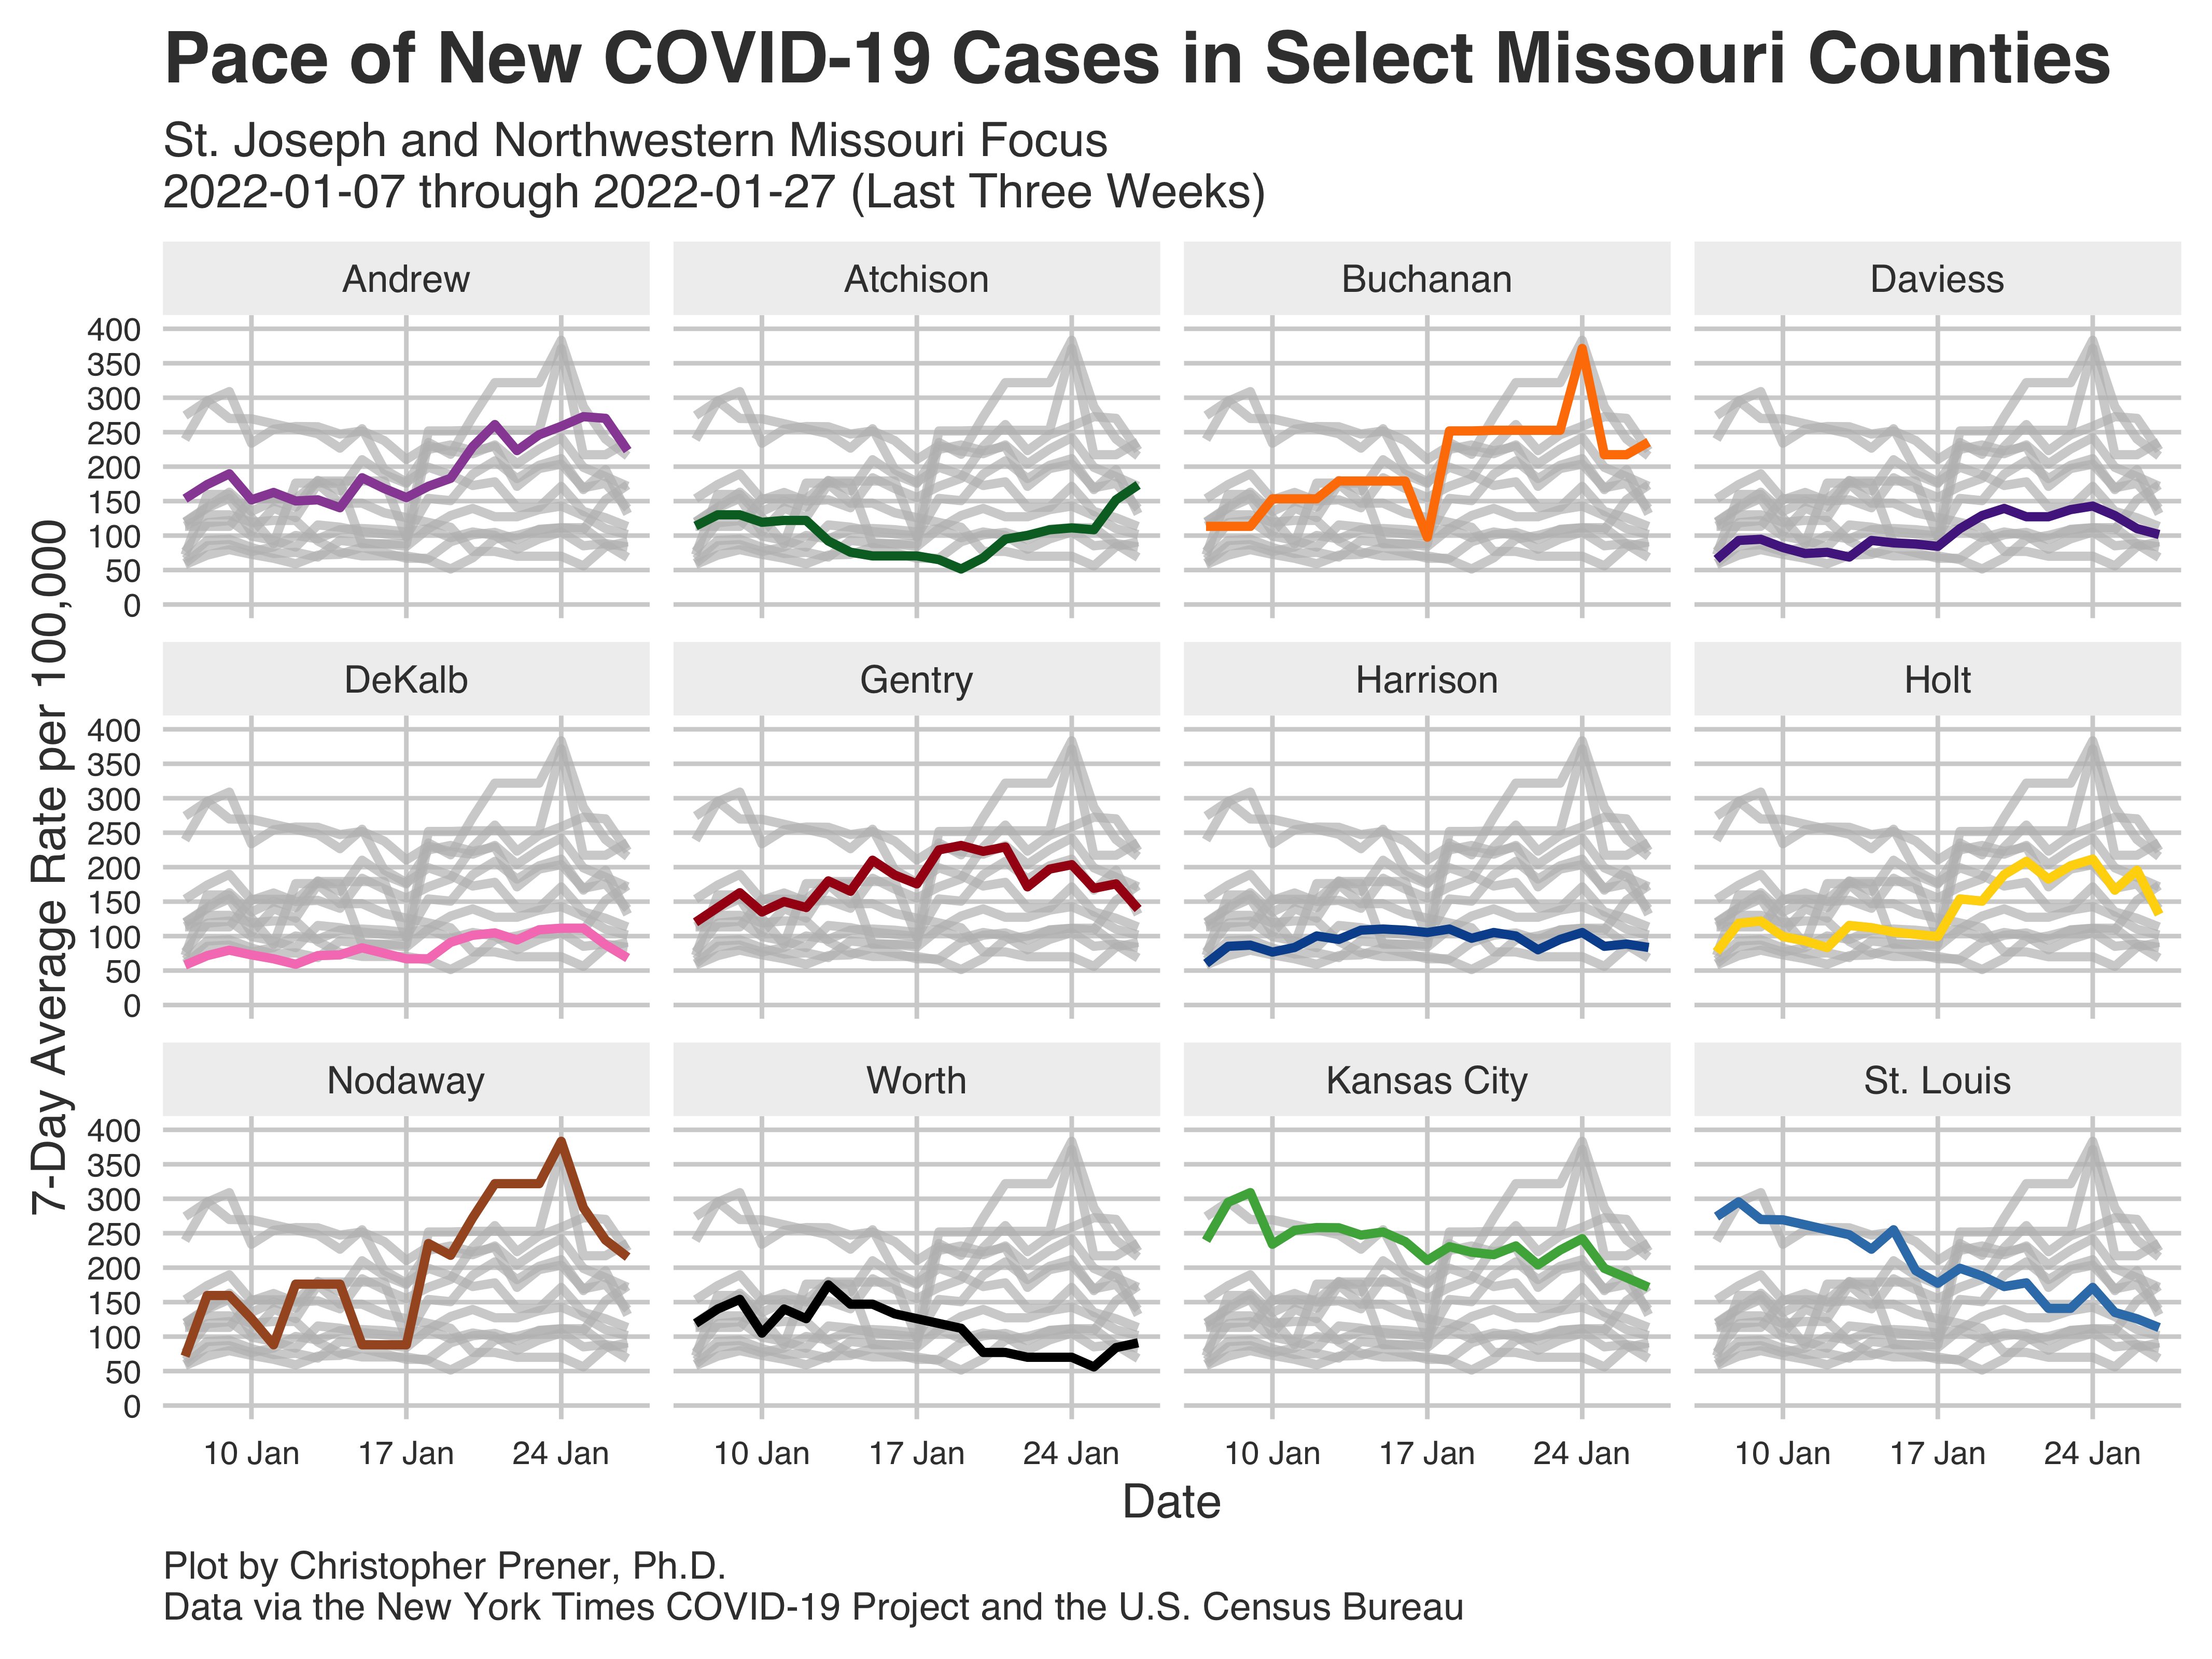 Pace of New COVID-19 Cases in Select Missouri Counties
St. Joseph and Northwestern Missouri Focus
2022-01-07 through 2022-01-27 (Last Three Weeks)
7-Day Average Rate per 100,000
Andrew
Atchison
Buchanan
Daviess
400
350
300
250
200
150
100
50
0
DeKalb
Gentry
Harrison
Holt
400
350
300
250
200
150
100
50
0
Nodaway
Worth
Kansas City
St. Louis
400
350
300
250
200
150
100
50
0
10 Jan 17 Jan 24 Jan 10 Jan 17 Jan 24 Jan 10 Jan 17 Jan 24 Jan 10 Jan 17 Jan 24 Jan
Date
Plot by Christopher Prener, Ph.D.
Data via the New York Times COVID-19 Project and the U.S. Census Bureau